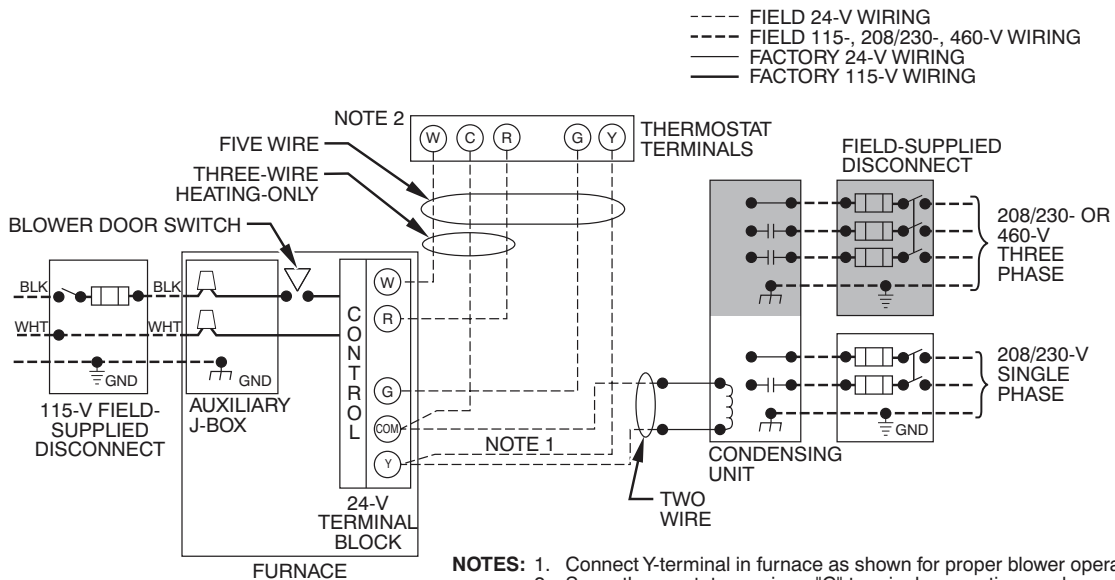 FIELD 24-V WIRING
FIELD 115-, 208/230-, 460-V WIRING
FACTORY 24-V WIRING
FACTORY 115-V WIRING
NOTE 2
W C R G Y
THERMOSTAT
TERMINALS
FIVE WIRE
THREE-WIRE
HEATING-ONLY
BLOWER DOOR SWITCH
FIELD-SUPPLIED
DISCONNECT
208/230- OR
460-V
THREE
PHASE
BLK
BLK
WHT
WHT
GND
GND
115-V FIELD-
SUPPLIED
DISCONNECT
AUXILIARY
J-BOX
CONTROL
W
R
G
COM
Y
NOTE 1
24-V
TERMINAL
BLOCK
FURNACE
TWO
WIRE
CONDENSING
UNIT
208/230-V
SINGLE
PHASE
GND
NOTES: 1. Connect Y-terminal in furnace as shown for proper blower opera